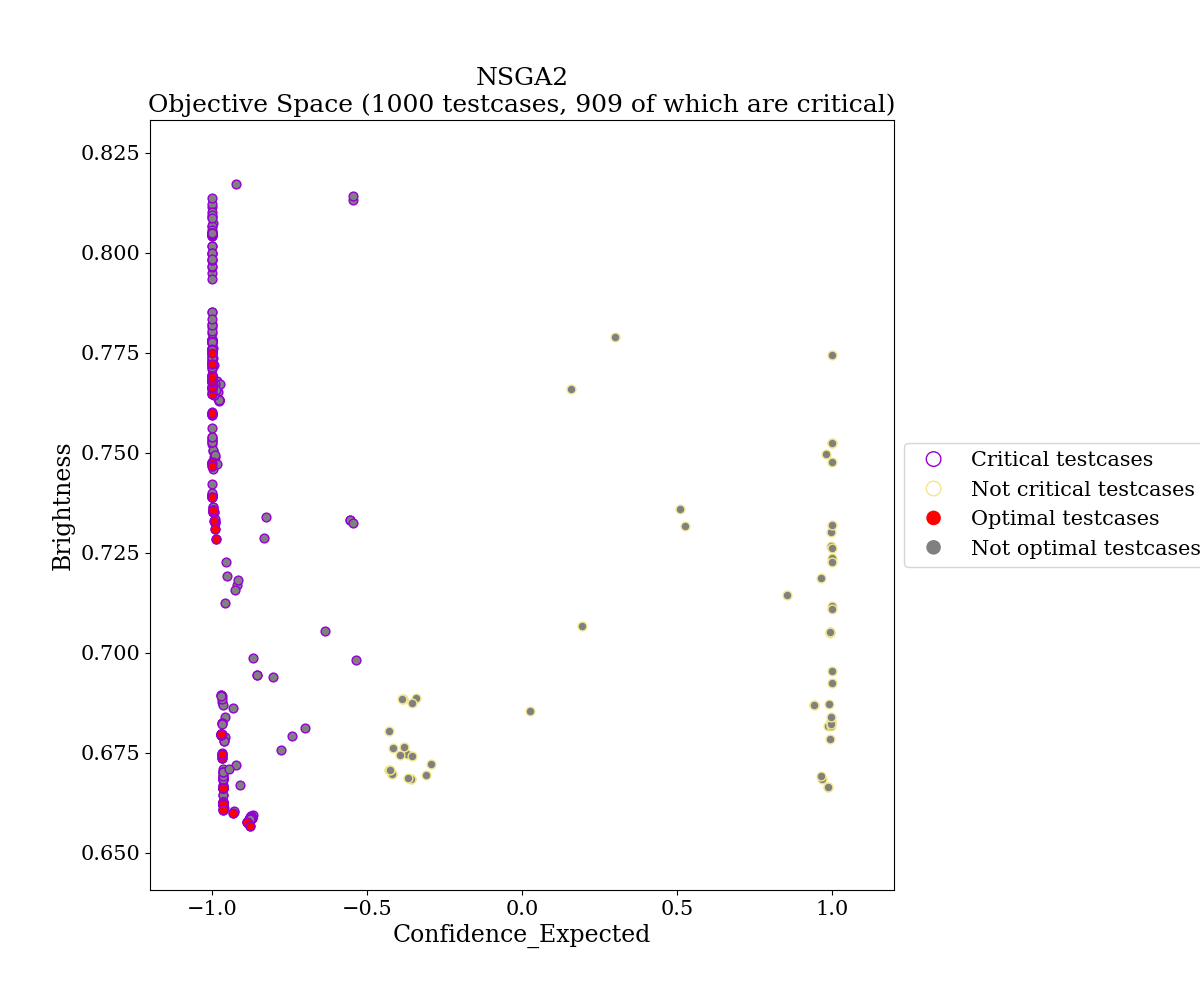 NSGA2
Objective Space (1000 testcases, 909 of which are critical)
0.825
0.800
0.775
0.750
0.725
0.700
0.675
0.650
Brightness
−1.0
−0.5
0.0
0.5
1.0
Confidence_Expected
Critical testcases
Not critical testcases
Optimal testcases
Not optimal testcases